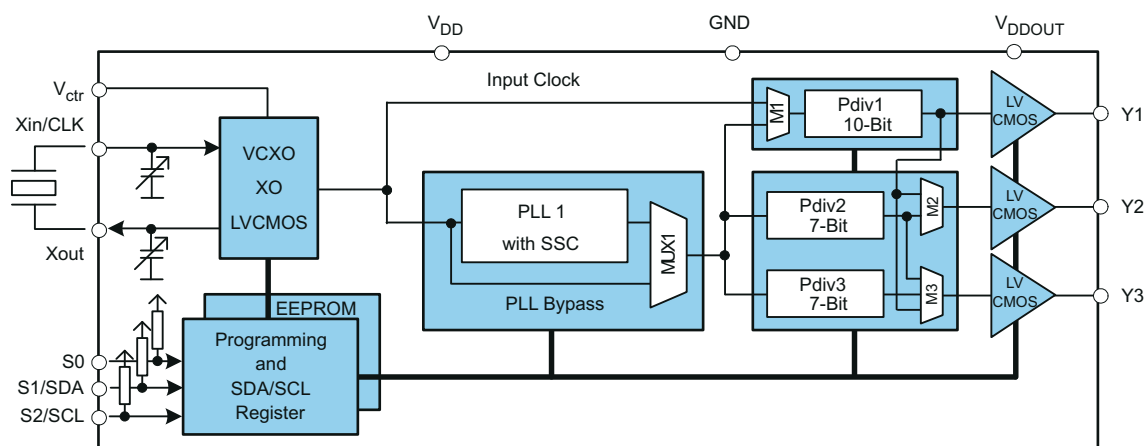 VDD
GND
VDDOUT
Vctr
Input Clock
Xin/CLK
VCXO
XO
LVCMOS
M1
Pdiv1
10-Bit
LV
CMOS
Y1
PLL 1
with SSC
MUX1
PLL Bypass
Pdiv2
7-Bit
M2
LV
CMOS
Y2
Xout
Pdiv3
7-Bit
M3
LV
CMOS
Y3
EEPROM
Programming
and
SDA/SCL
Register
S0
S1/SDA
S2/SCL